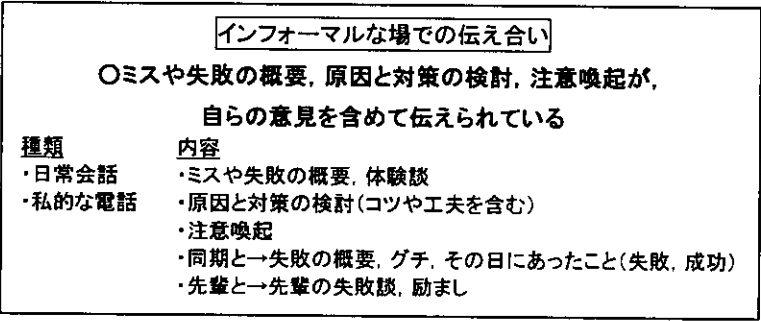 インフォーマルな場での伝え合い
〇ミスや失敗の概要,原因と対策の検討,注意喚起が,
自らの意見を含めて伝えられている
種類 内容
・日常会話 ・ミスや失敗の概要,体験談
・私的な電話 ・原因と対策の検討(コツや工夫を含む)
・注意喚起
・同期と→失敗の概要,グチ,その日にあったこと(失敗,成功)
・先輩と→先輩の失敗談,励まし